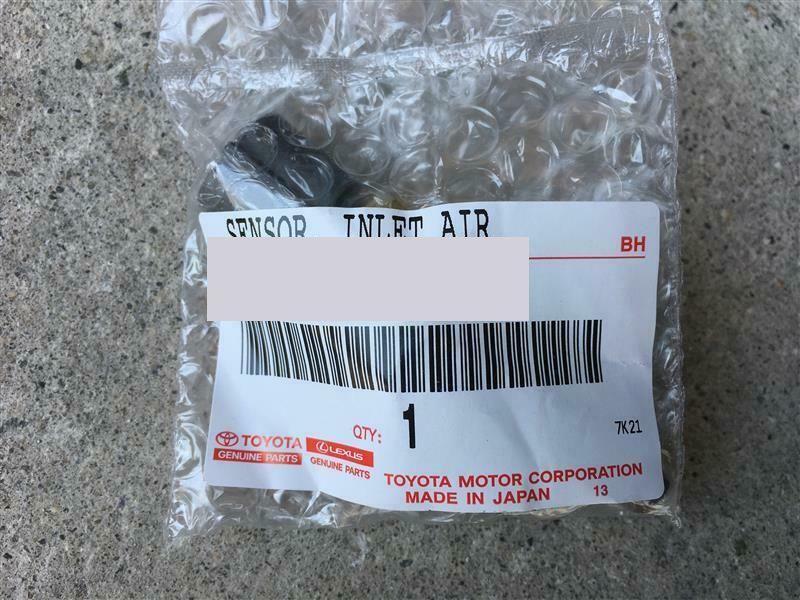 SENSOR, INLET AIR
BH
QTY: 1
7K21
TOYOTA
GENUINE PARTS
LEXUS
GENUINE PARTS
TOYOTA MOTOR CORPORATION
MADE IN JAPAN 13